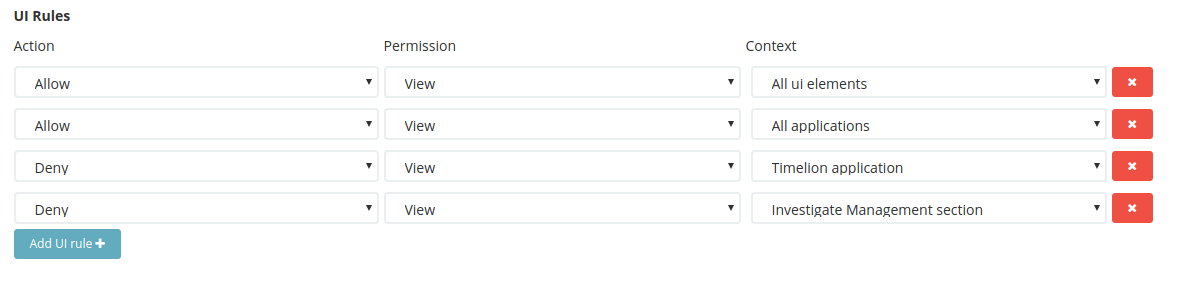 UI Rules
Action Permission Context
Allow View All ui elements
Allow View All applications
Deny View Timelion application
Deny View Investigate Management section
Add UI rule